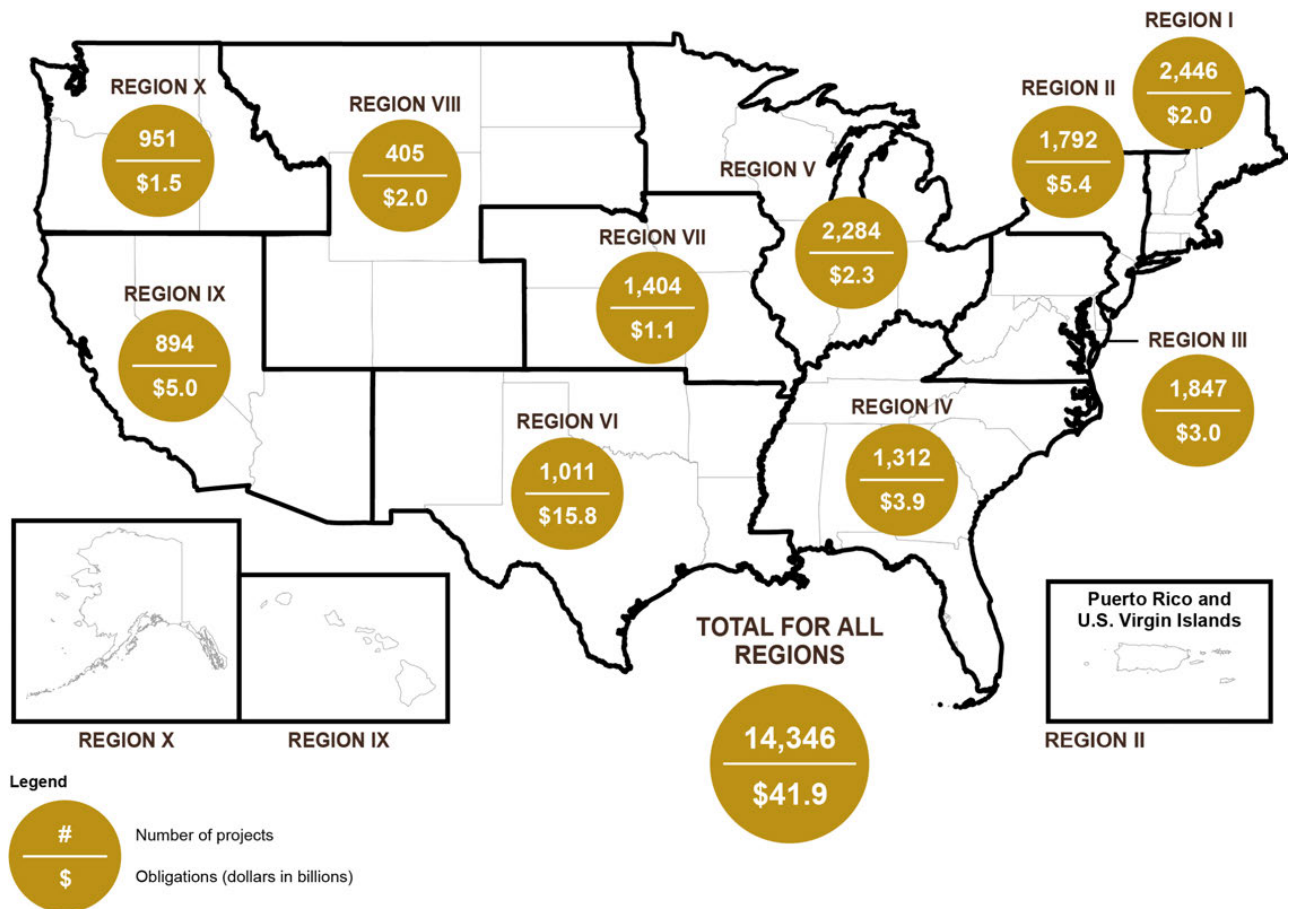 REGION I
2,446
$2.0
REGION II
1,792
$5.4
REGION X
951
$1.5
REGION VIII
405
$2.0
REGION V
2,284
$2.3
REGION VII
1,404
$1.1
REGION IX
894
$5.0
REGION III
1,847
$3.0
REGION VI
1,011
$15.8
REGION IV
1,312
$3.9
Puerto Rico and
U.S. Virgin Islands
TOTAL FOR ALL
REGIONS
14,346
$41.9
REGION X
REGION IX
REGION II
Legend
#
Number of projects
$
Obligations (dollars in billions)